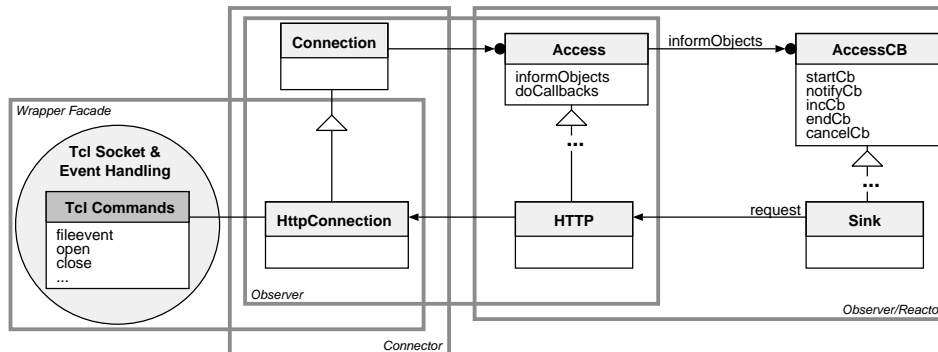 Connection
Access
informObjects
doCallbacks
informObjects
AccessCB
startCb
notifyCb
incCb
endCb
cancelCb
Wrapper Facade
Tcl Socket &
Event Handling
Tcl Commands
fileevent
open
close
...
HttpConnection
...
HTTP
request
...
Sink
Observer
Connector
Observer/Reacto